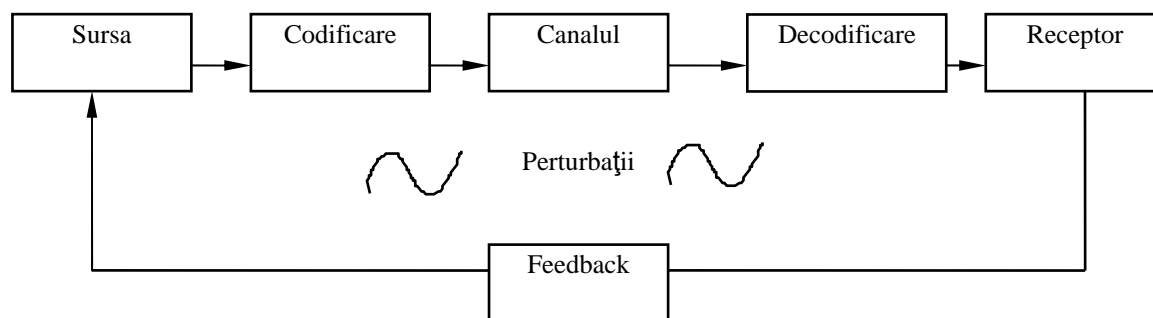 Sursa
Codificare
Canalul
Decodificare
Receptor
Perturbaţii
Feedback